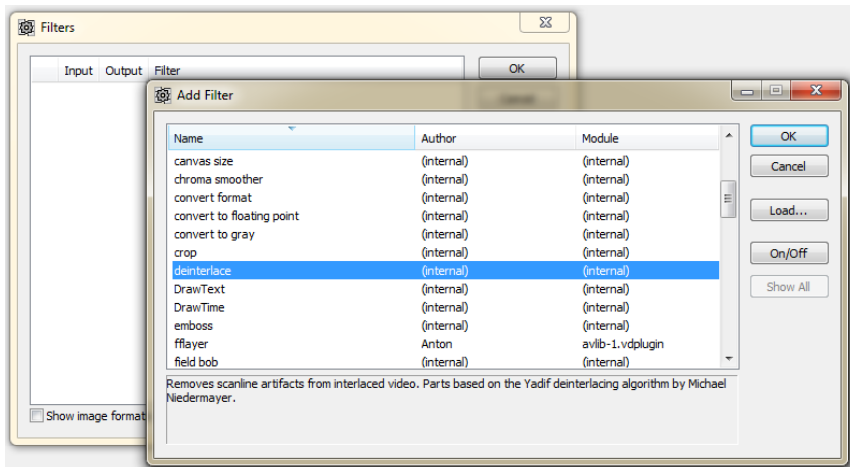 Filters
Input Output Filter
OK
Add Filter
Name Author Module
canvas size (internal) (internal)
chroma smoother (internal) (internal)
convert format (internal) (internal)
convert to floating point (internal) (internal)
convert to gray (internal) (internal)
crop (internal) (internal)
deinterlace (internal) (internal)
DrawText (internal) (internal)
DrawTime (internal) (internal)
emboss (internal) (internal)
fflayer Anton avlib-1.vdplugin
field bob (internal) (internal)
OK
Cancel
Load...
On/Off
Show All
Removes scanline artifacts from interlaced video. Parts based on the Yadif deinterlacing algorithm by Michael
Niedermayer.
Show image format